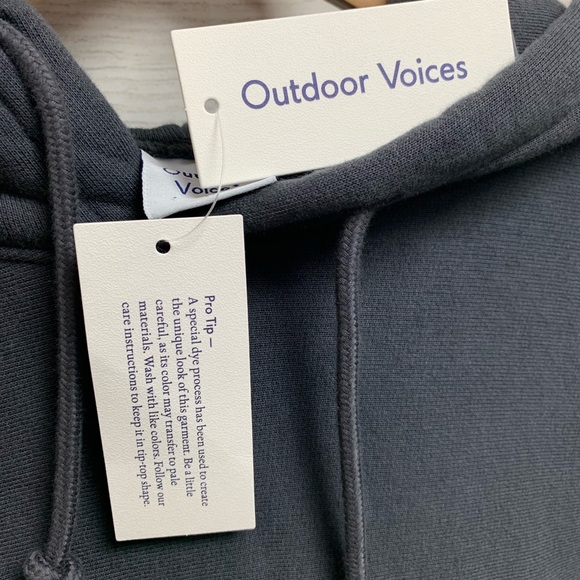 Outdoor Voices
Voices
Pro Tip —
A special dye process has been used to create
the unique look of this garment. Be a little
careful, as its color may transfer to pale
materials. Wash with like colors. Follow our
care instructions to keep it in tip-top shape.